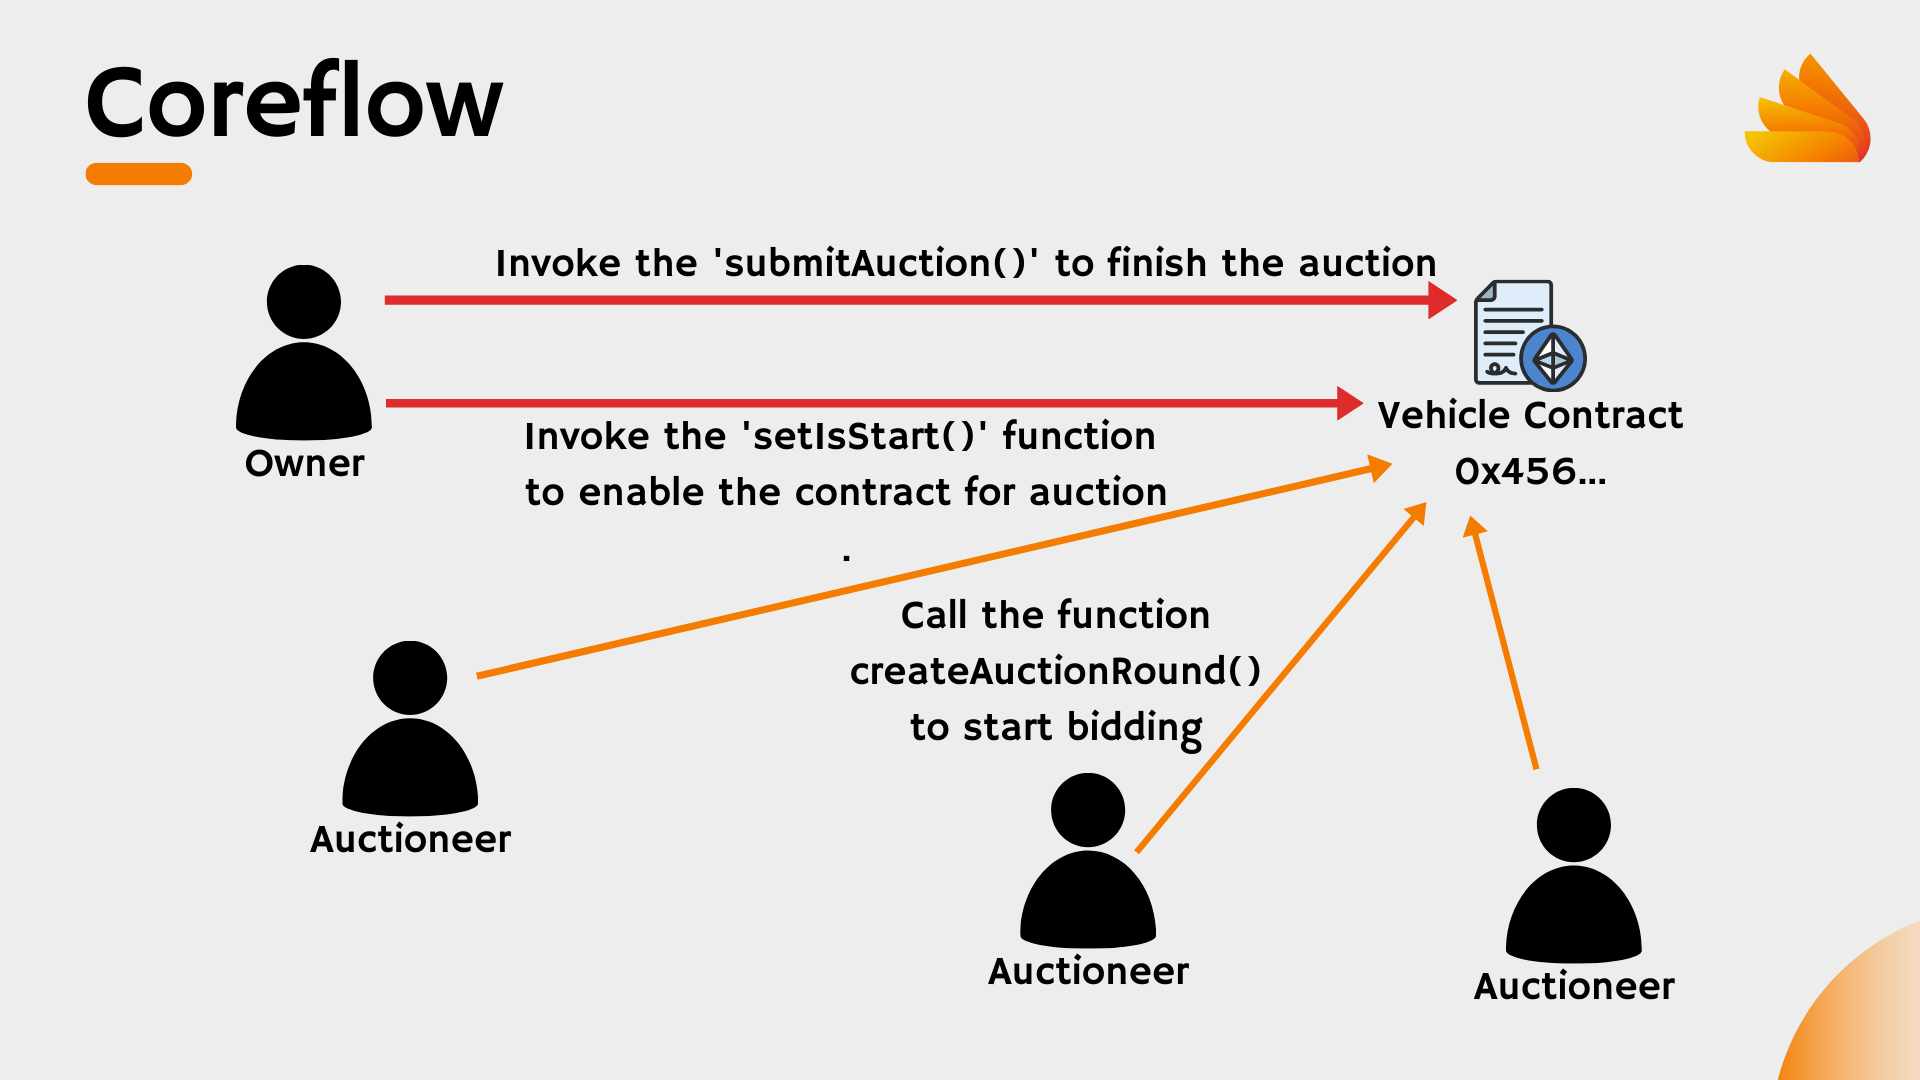 Coreflow
Invoke the 'submitAuction()' to finish the auction
Owner
Invoke the 'setIsStart()' function
to enable the contract for auction
.
Vehicle Contract
0x456...
Call the function
createAuctionRound()
to start bidding
Auctioneer
Auctioneer
Auctioneer